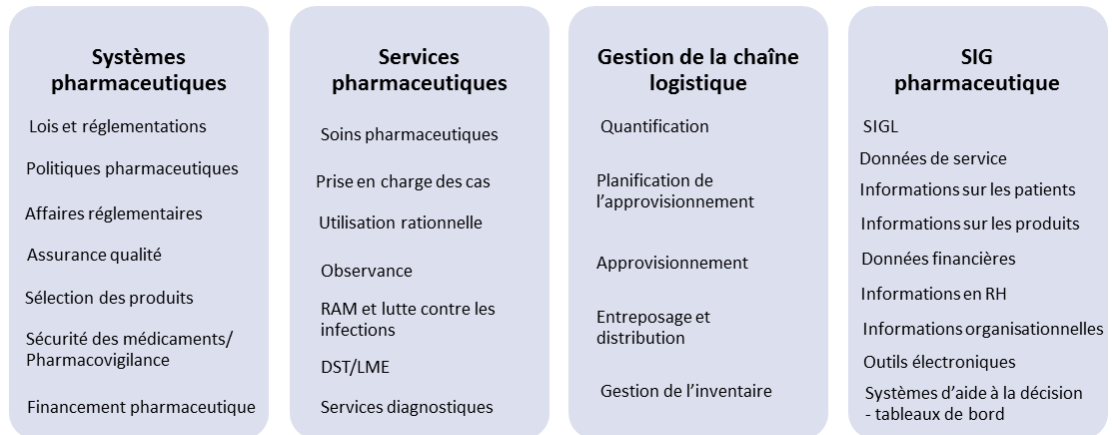 Systèmes
pharmaceutiques
Lois et réglementations
Politiques pharmaceutiques
Affaires réglementaires
Assurance qualité
Sélection des produits
Sécurité des médicaments/
Pharmacovigilance
Financement pharmaceutique
Services
pharmaceutiques
Soins pharmaceutiques
Prise en charge des cas
Utilisation rationnelle
Observance
RAM et lutte contre les
infections
DST/LME
Services diagnostiques
Gestion de la chaîne
logistique
Quantification
Planification de
l’approvisionnement
Approvisionnement
Entreposage et
distribution
Gestion de l’inventaire
SIG
pharmaceutique
SIGL
Données de service
Informations sur les patients
Informations sur les produits
Données financières
Informations en RH
Informations organisationnelles
Outils électroniques
Systèmes d’aide à la décision
- tableaux de bord